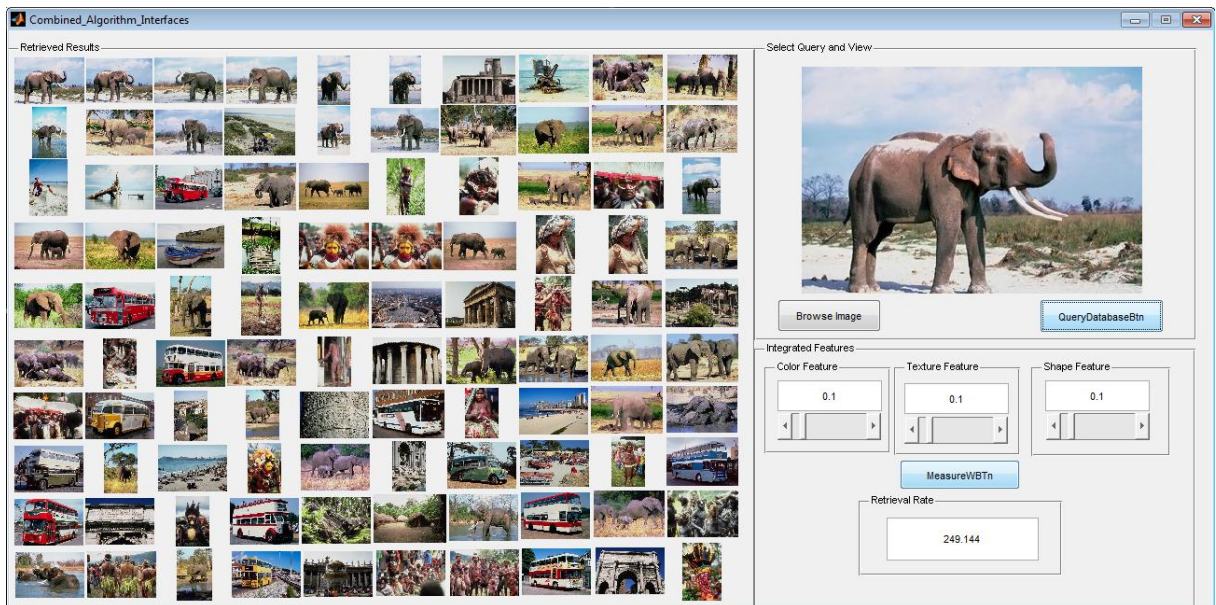 Combined_Algorithm_Interfaces
Retrieved Results
Select Query and View
Browse Image
QueryDatabaseBtn
Integrated Features
Color Feature
Texture Feature
Shape Feature
0.1
0.1
0.1
MeasureWBTn
Retrieval Rate
249.144